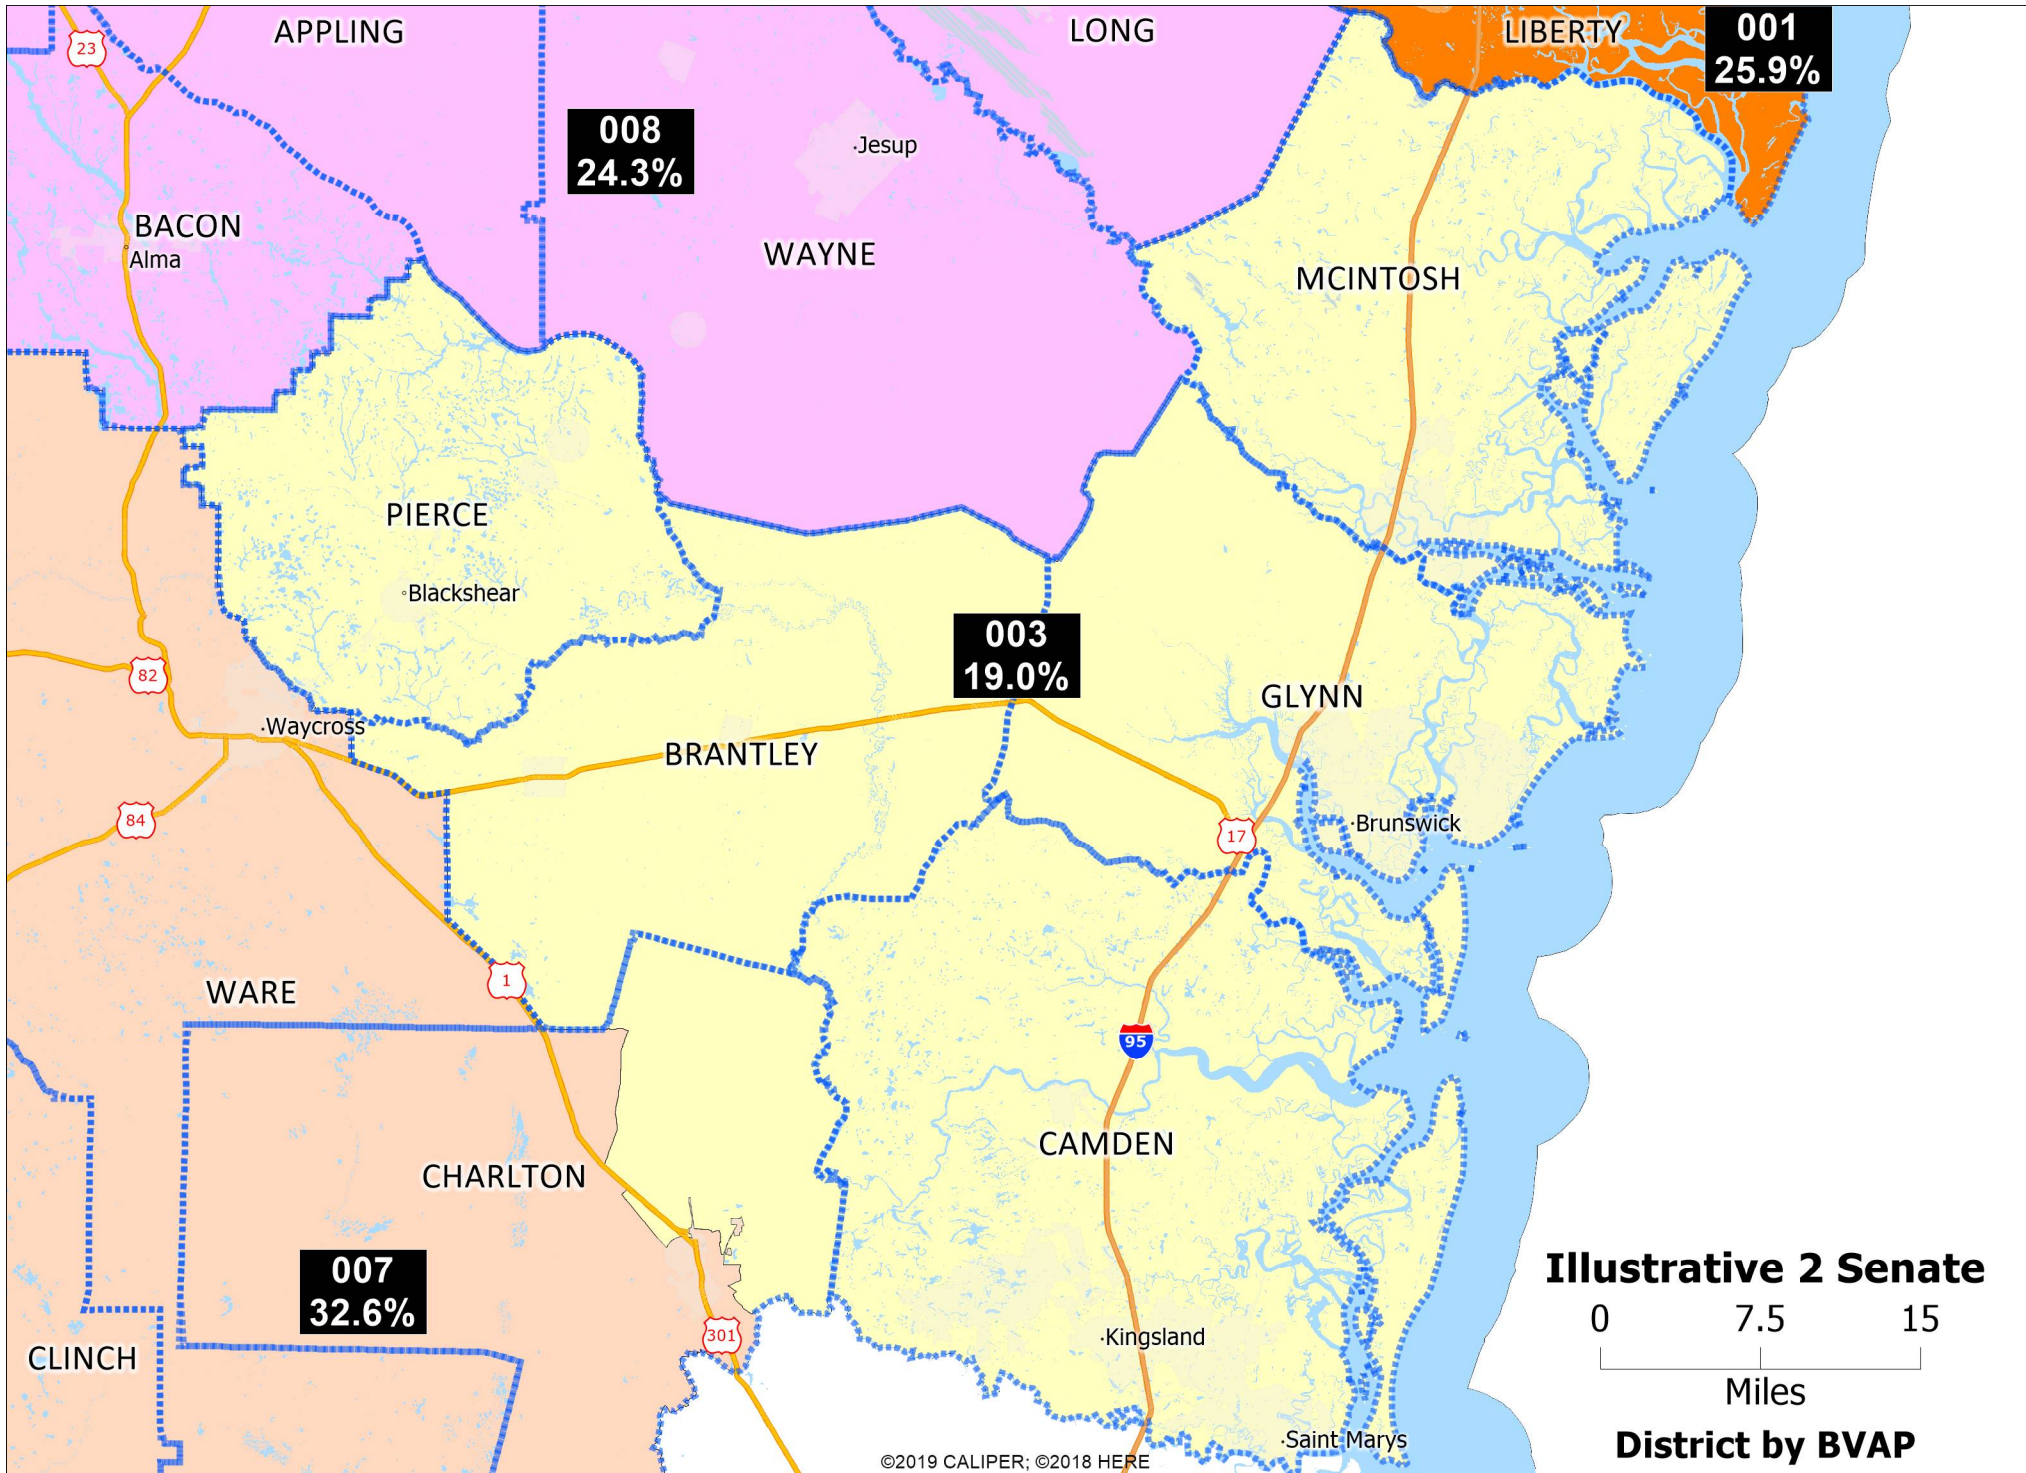 APPLING
LONG
LIBERTY
001
25.9%
23
008
24.3%
Jesup
BACON
Alma
WAYNE
MCINTOSH
PIERCE
Blackshear
003
19.0%
82
GLYNN
Waycross
BRANTLEY
84
17
Brunswick
1
WARE
95
CAMDEN
CHARLTON
007
32.6%
Illustrative 2 Senate
0 7.5 15
Miles
301
Kingsland
CLINCH
Saint Marys
District by BVAP
©2019 CALIPER; ©2018 HERE